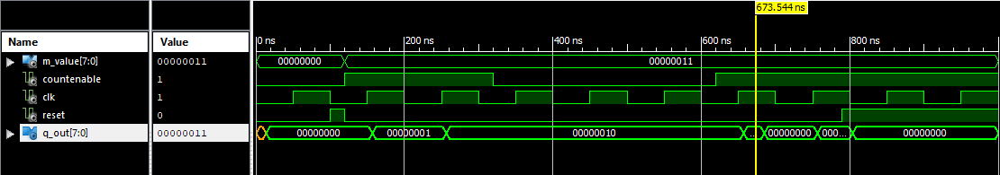 673.544 ns
Name Value 0 ns 200 ns 400 ns 600 ns 800 ns
m_value[7:0] 00000011 00000000 00000011
countenable 1
clk 1
reset 0
q_out[7:0] 00000011 00000000 00000001 00000010 ... 00000000 000... 00000000